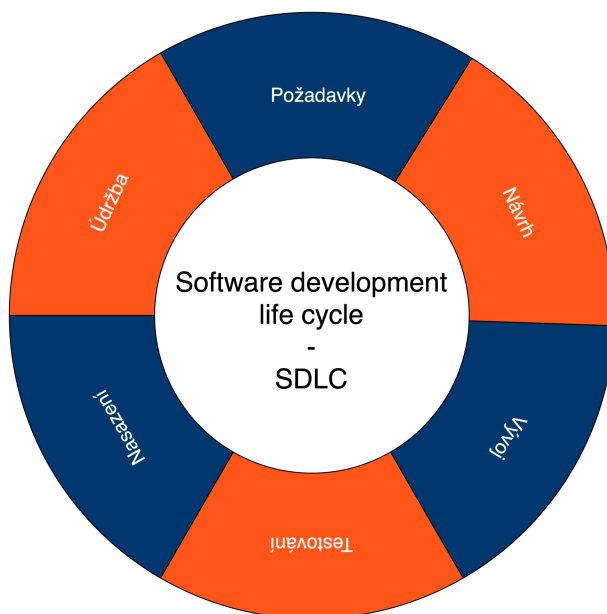 Požadavky
Návrh
Vývoj
Testování
Nasazení
Údržba
Software development
life cycle
-
SDLC